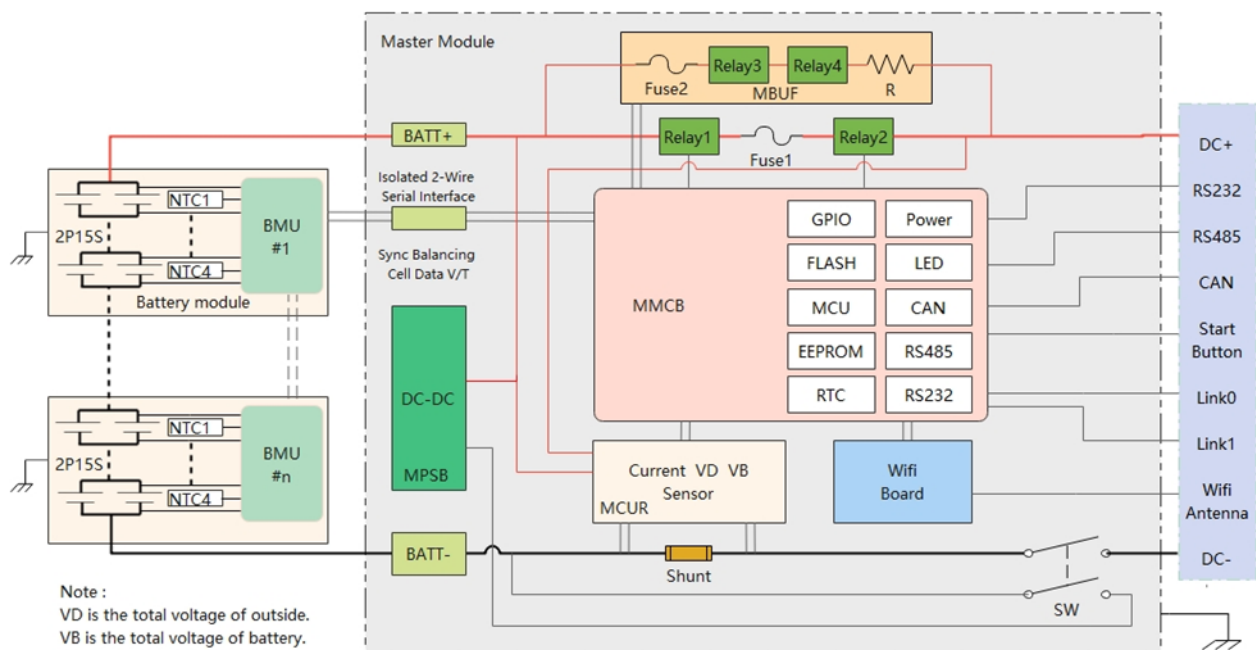 Master Module
Fuse2
Relay3
Relay4
R
MBUF
BATT+
Relay1
Fuse1
Relay2
DC+
Isolated 2-Wire
Serial Interface
RS232
NTC1
2P15S
NTC4
BMU
#1
Battery module
Sync Balancing
Cell Data V/T
MMCB
GPIO
Power
FLASH
LED
MCU
CAN
EEPROM
RS485
RTC
RS232
RS485
CAN
Start
Button
Link0
Link1
Wifi
Antenna
DC-
DC-DC
MPSB
NTC1
2P15S
NTC4
BMU
#n
Current VD VB
Sensor
MCUR
Wifi
Board
BATT-
Shunt
SW
Note :
VD is the total voltage of outside.
VB is the total voltage of battery.